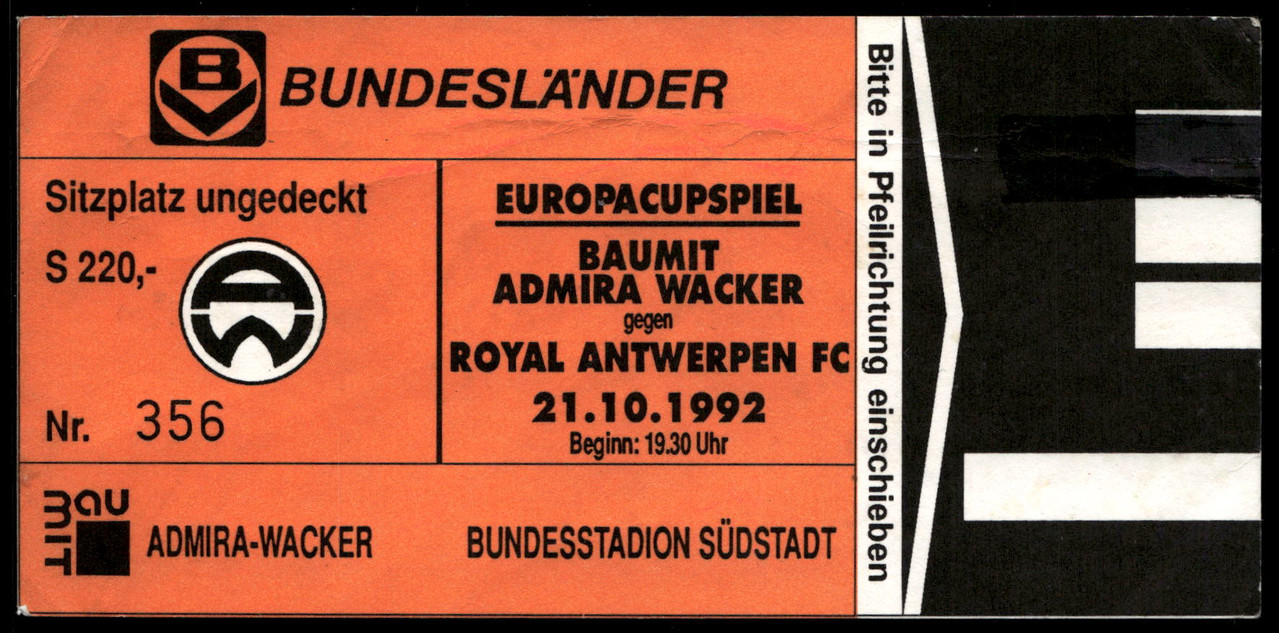 B BUNDESLÄNDER
Sitzplatz ungedeckt
S 220,-
Nr. 356
EUROPACUPSPIEL
BAUMIT
ADMIRA WACKER
gegen
ROYAL ANTWERPEN FC
21.10.1992
Beginn: 19.30 Uhr
bau
mit
ADMIRA-WACKER
BUNDESSTADION SÜDSTADT
Bitte in Pfeilrichtung einschieben